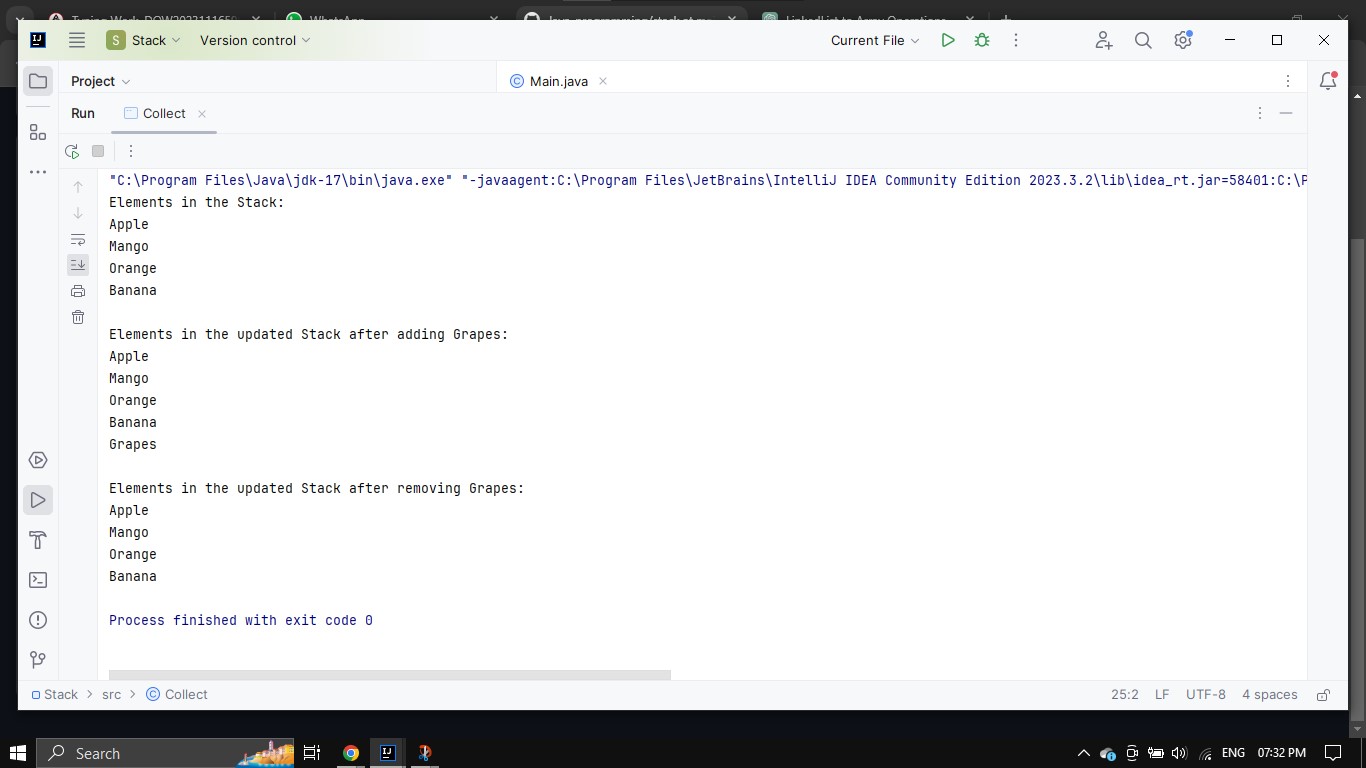 Typing Work_DOW2023111659
WhatsApp
LinkedList to Array Operations
S Stack
Version control
Current File
Project
Main.java
Run
Collect
"C:\Program Files\Java\jdk-17\bin\java.exe" "-javaagent:C:\Program Files\JetBrains\IntelliJ IDEA Community Edition 2023.3.2\lib\idea_rt.jar=58401:C:\P
Elements in the Stack:
Apple
Mango
Orange
Banana
Elements in the updated Stack after adding Grapes:
Apple
Mango
Orange
Banana
Grapes
Elements in the updated Stack after removing Grapes:
Apple
Mango
Orange
Banana
Process finished with exit code 0
Stack > src > Collect
25:2 LF UTF-8 4 spaces
Search
ENG 07:32 PM